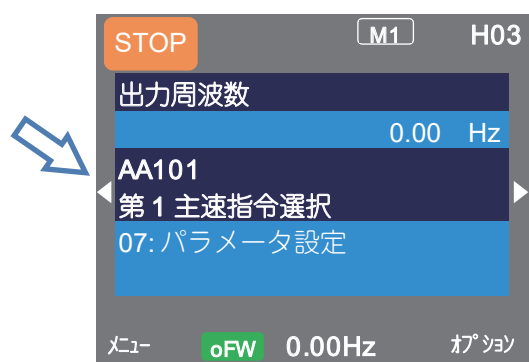 STOP M1 H03
出力周波数
0.00 Hz
AA101
第1主速指令選択
07:パラメータ設定
ﾒﾆｭｰ oFW 0.00Hz ｵﾌﾟｼｮﾝ